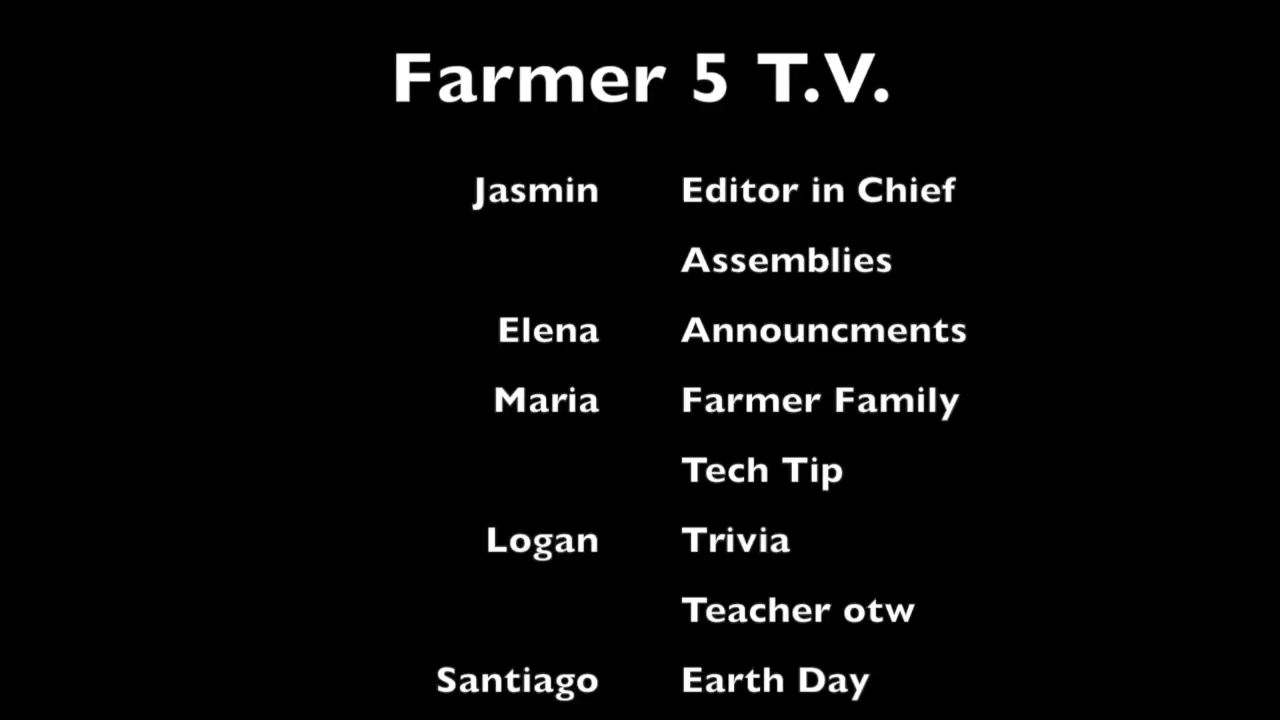 Farmer 5 T.V.
Jasmin Editor in Chief
Assemblies
Elena Announcments
Maria Farmer Family
Tech Tip
Logan Trivia
Teacher otw
Santiago Earth Day